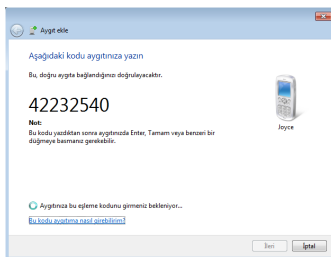 Aygıt ekle
Aşağıdaki kodu aygıtınıza yazın
Bu, doğru aygıta bağlandığınızı doğrulayacaktır.
42232540
Not:
Bu kodu yazdıktan sonra aygıtınızda Enter, Tamam veya benzeri bir
düğmeye basmanız gerekebilir.
Joyce
Aygıtınıza bu eşleme kodunu girmeniz bekleniyor...
Bu kodu aygıtıma nasıl girebilirim?
İleri
İptal